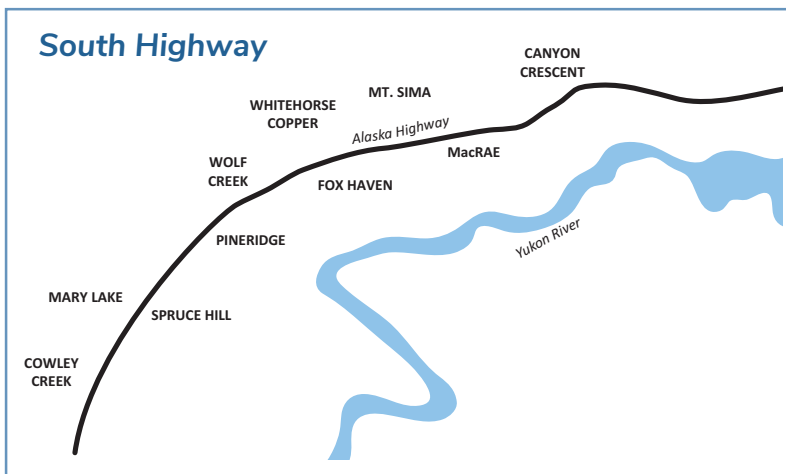 South Highway
CANYON
CRESCENT
MT. SIMA
WHITEHORSE
COPPER
Alaska Highway
MacRAE
WOLF
CREEK
FOX HAVEN
PINERIDGE
Yukon River
MARY LAKE
SPRUCE HILL
COWLEY
CREEK